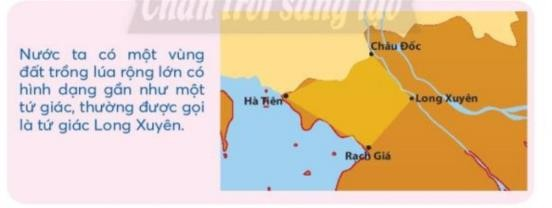 Chân trời sáng tạo
Nước ta có một vùng
đất trồng lúa rộng lớn có
hình dạng gần như một
tứ giác, thường được gọi
là tứ giác Long Xuyên.
Châu Đốc
Hà Tiên
Long Xuyên
Rạch Giá